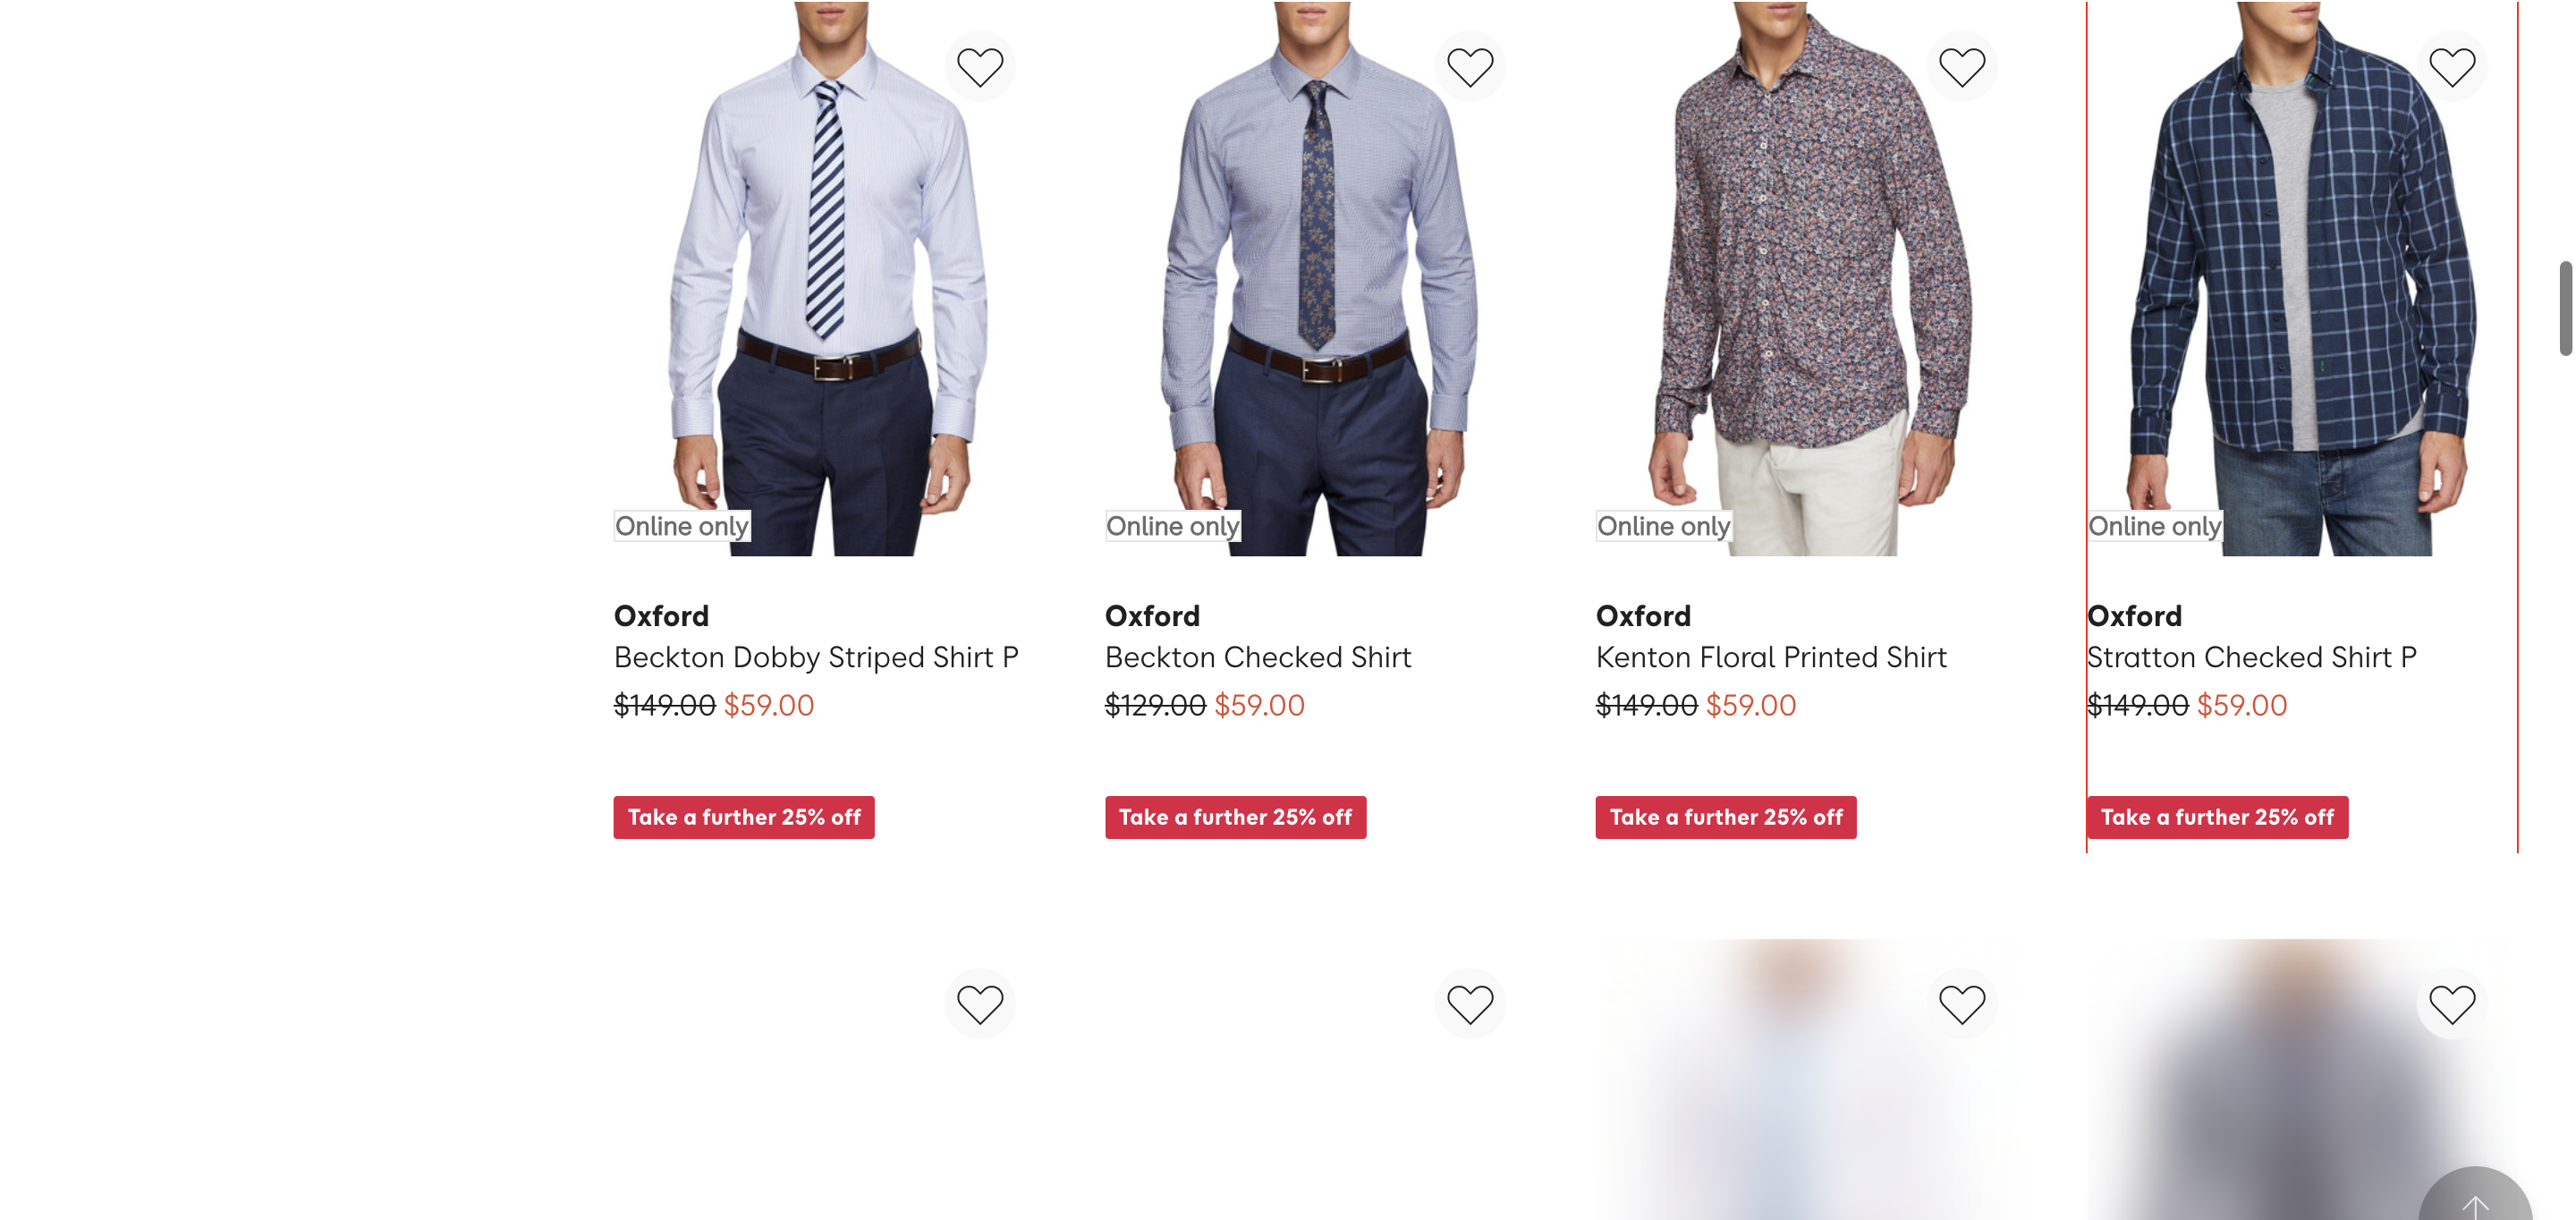 Online only
Oxford
Beckton Dobby Striped Shirt P
$149.00 $59.00
Take a further 25% off
Online only
Oxford
Beckton Checked Shirt
$129.00 $59.00
Take a further 25% off
Online only
Oxford
Kenton Floral Printed Shirt
$149.00 $59.00
Take a further 25% off
Online only
Oxford
Stratton Checked Shirt P
$149.00 $59.00
Take a further 25% off